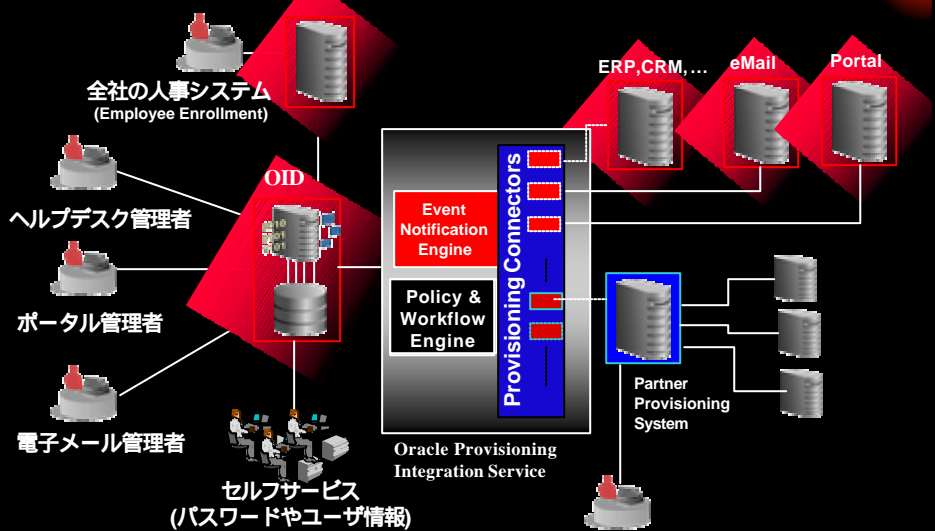 全社の人事システム
(Employee Enrollment)
ヘルプデスク管理者
ポータル管理者
電子メール管理者
OID
セルフサービス
(パスワードやユーザ情報)
Event
Notification
Engine
Policy &
Workflow
Engine
Provisioning Connectors
Oracle Provisioning
Integration Service
ERP,CRM,...
eMail
Portal
Partner
Provisioning
System